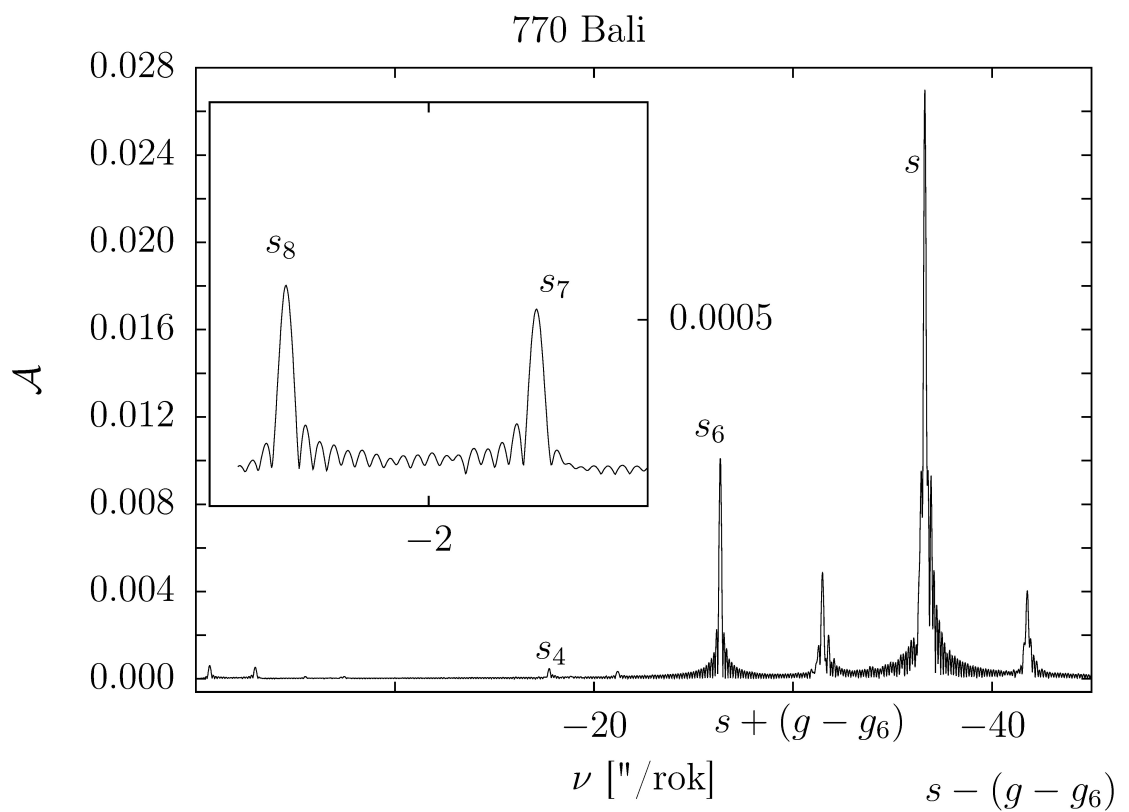 770 Bali
0.028
0.024
0.020
0.016
0.012
0.008
0.004
0.000
𝒜
s₈
s₇
0.0005
−2
s
s₆
s₄
−20
s + (g − g₆)
−40
ν ["/rok]
s − (g − g₆)